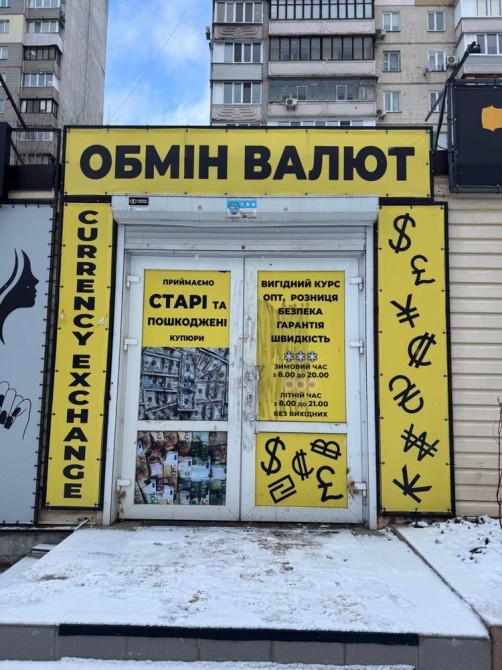 ОБМІН ВАЛЮТ
CURRENCY EXCHANGE
ПРИЙМАЄМО
СТАРІ ТА
ПОШКОДЖЕНІ
КУПЮРИ
ВИГІДНИЙ КУРС
ОПТ, РОЗНИЦЯ
БЕЗПЕКА
ГАРАНТІЯ
ШВИДКІСТЬ
ЗИМОВИЙ ЧАС
з 8.00 до 20.00
ЛІТНІЙ ЧАС
з 8.00 до 21.00
БЕЗ ВИХІДНИХ